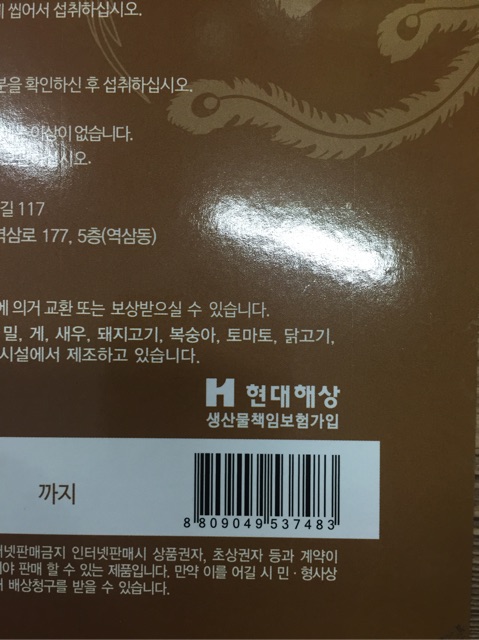 씹어서 섭취하십시오.
분을 확인하신 후 섭취하십시오.
이상이 없습니다.
길 117
역삼로 177, 5층(역삼동)
에 의거 교환 또는 보상받으실 수 있습니다.
밀, 게, 새우, 돼지고기, 복숭아, 토마토, 닭고기,
시설에서 제조하고 있습니다.
현대해상
생산물책임보험가입
까지
8 809049 537483
터넷판매금지 인터넷판매시 상품권자, 초상권자 등과 계약이
되야 판매 할 수 있는 제품입니다. 만약 이를 어길 시 민·형사상
배상청구를 받을 수 있습니다.